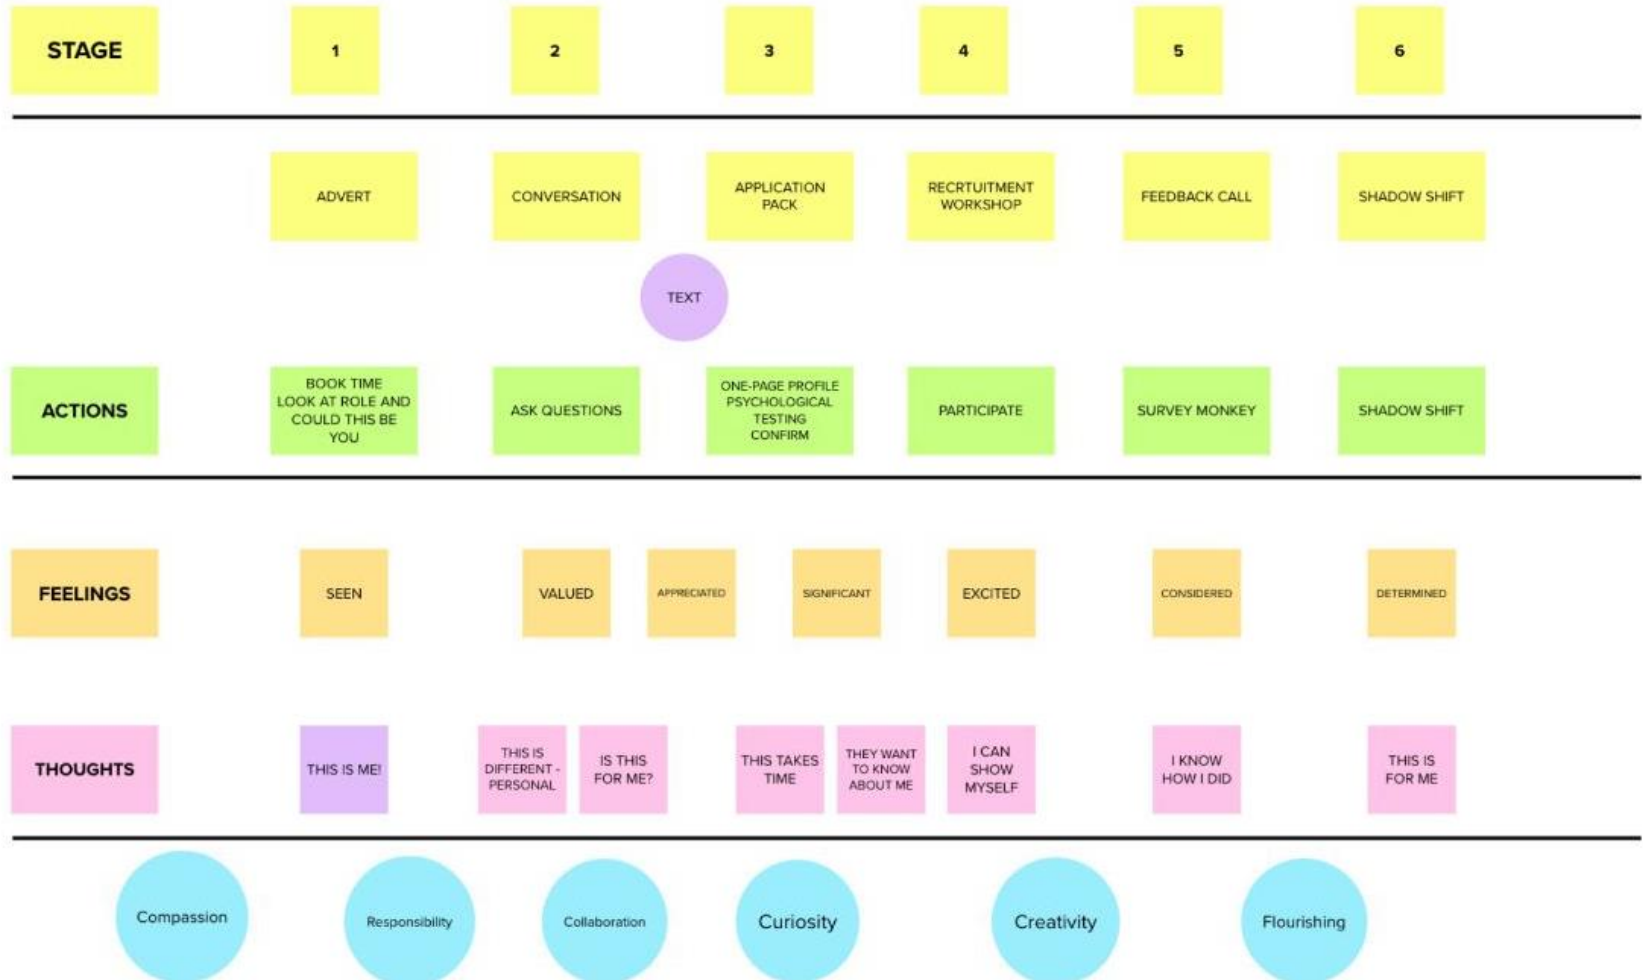 STAGE
1
2
3
4
5
6
ADVERT
CONVERSATION
APPLICATION
PACK
RECRTUITMENT
WORKSHOP
FEEDBACK CALL
SHADOW SHIFT
TEXT
ACTIONS
BOOK TIME
LOOK AT ROLE AND
COULD THIS BE
YOU
ASK QUESTIONS
ONE-PAGE PROFILE
PSYCHOLOGICAL
TESTING
CONFIRM
PARTICIPATE
SURVEY MONKEY
SHADOW SHIFT
FEELINGS
SEEN
VALUED
APPRECIATED
SIGNIFICANT
EXCITED
CONSIDERED
DETERMINED
THOUGHTS
THIS IS ME!
THIS IS
DIFFERENT -
PERSONAL
IS THIS
FOR ME?
THIS TAKES
TIME
THEY WANT
TO KNOW
ABOUT ME
I CAN
SHOW
MYSELF
I KNOW
HOW I DID
THIS IS
FOR ME
Compassion
Responsibility
Collaboration
Curiosity
Creativity
Flourishing